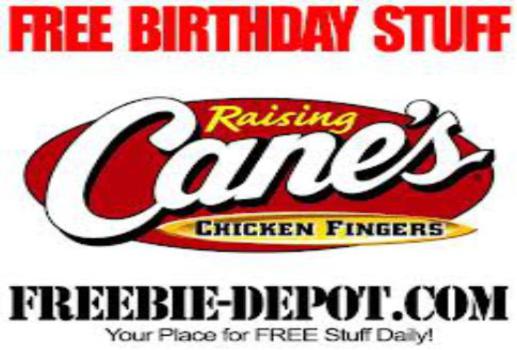 FREE BIRTHDAY STUFF
Raising
Cane's
CHICKEN FINGERS
FREEBIE-DEPOT.COM
Your Place for FREE Stuff Daily!